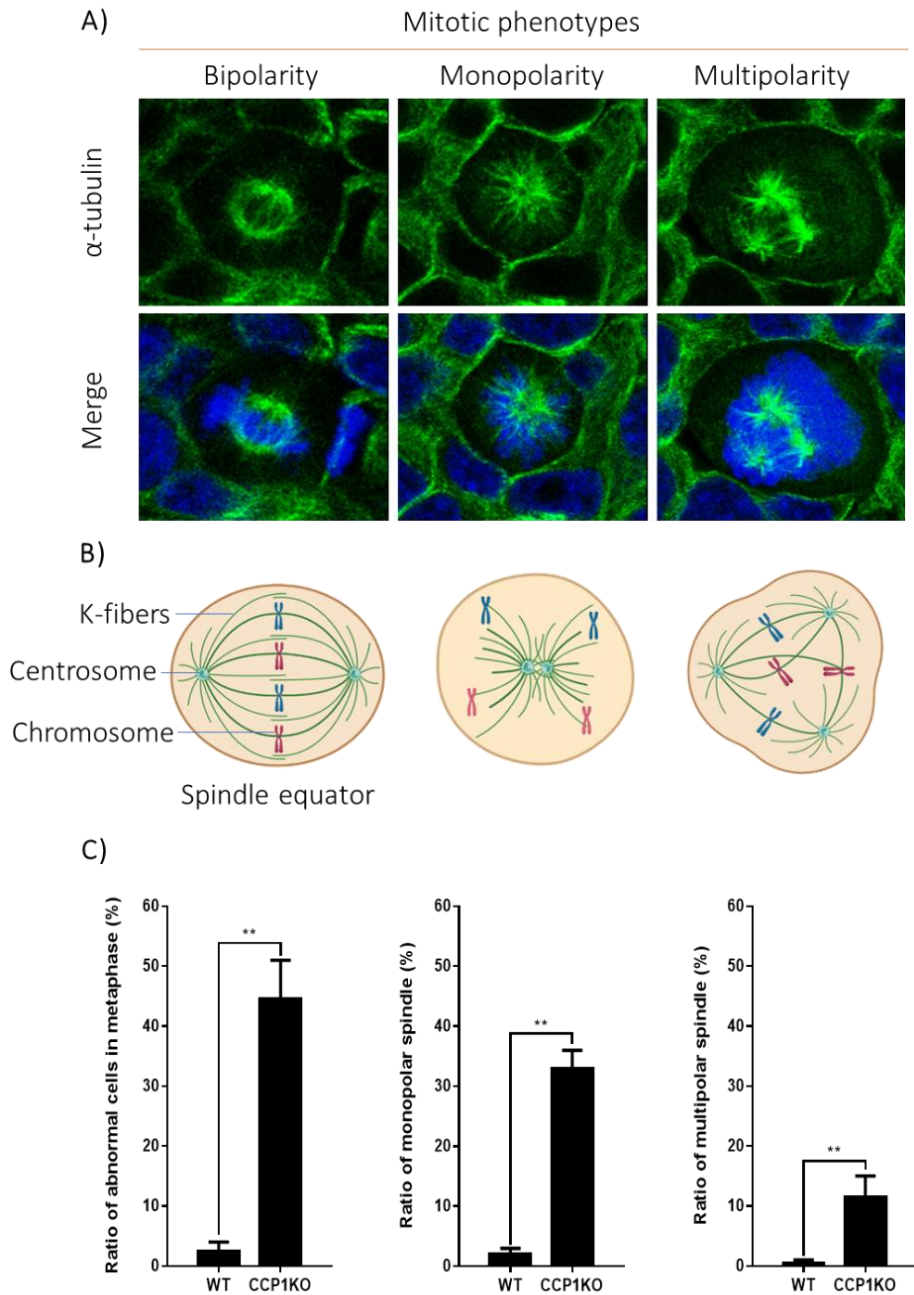 A)
Mitotic phenotypes
Bipolarity
Monopolarity
Multipolarity
α-tubulin
Merge
B)
K-fibers
Centrosome
Chromosome
Spindle equator
C)
Ratio of abnormal cells in metaphase (%)
60
50
40
30
20
10
0
**
WT
CCP1KO
Ratio of monopolar spindle (%)
60
50
40
30
20
10
0
**
WT
CCP1KO
Ratio of multipolar spindle (%)
60
50
40
30
20
10
0
**
WT
CCP1KO